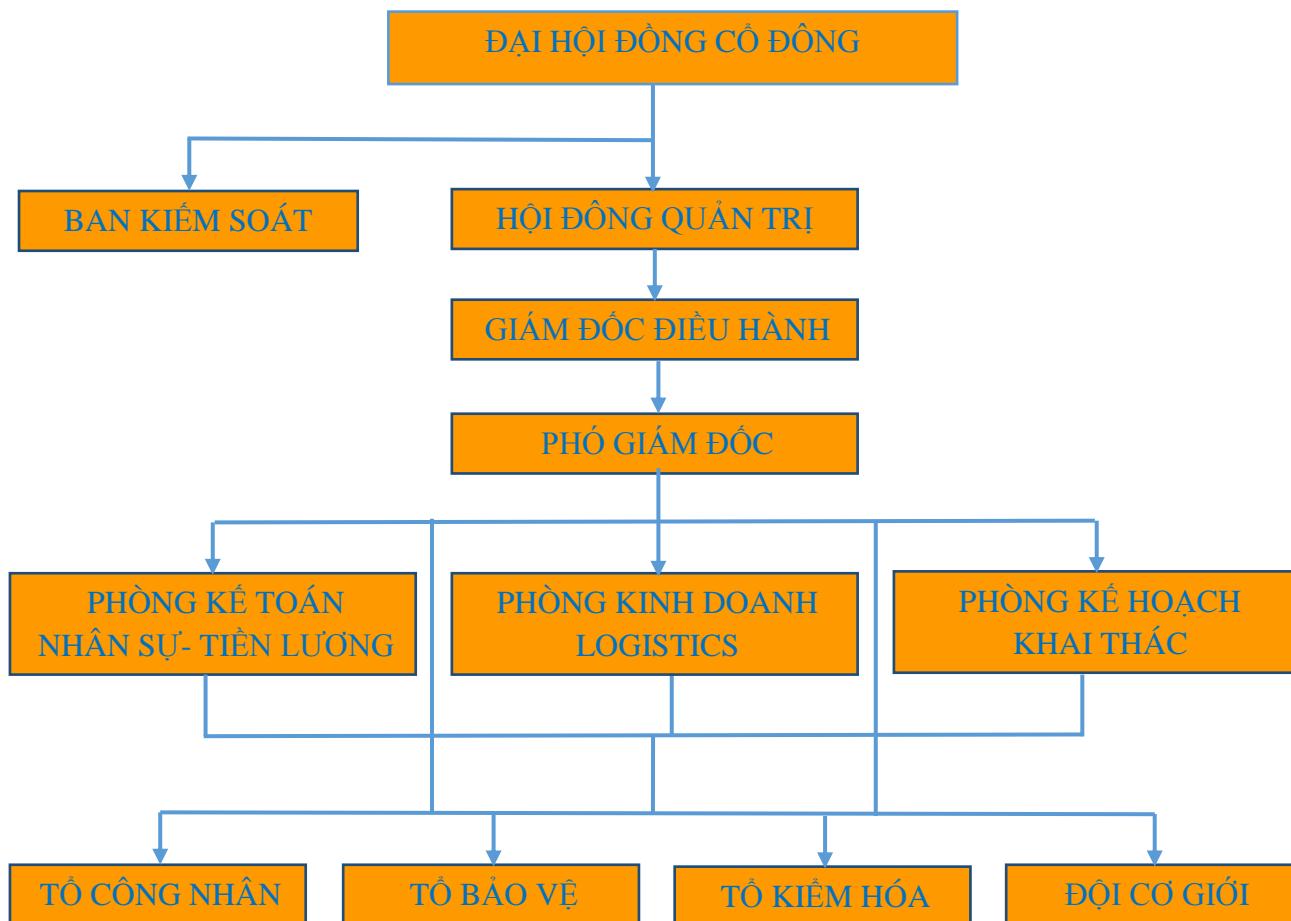 ĐẠI HỘI ĐỒNG CỔ ĐÔNG
BAN KIỂM SOÁT
HỘI ĐÔNG QUẢN TRỊ
GIÁM ĐỐC ĐIỀU HÀNH
PHÓ GIÁM ĐỐC
PHÒNG KẾ TOÁN
NHÂN SỰ- TIỀN LƯƠNG
PHÒNG KINH DOANH
LOGISTICS
PHÒNG KẾ HOẠCH
KHAI THÁC
TỔ CÔNG NHÂN
TỔ BẢO VỆ
TỔ KIỂM HÓA
ĐỘI CƠ GIỚI